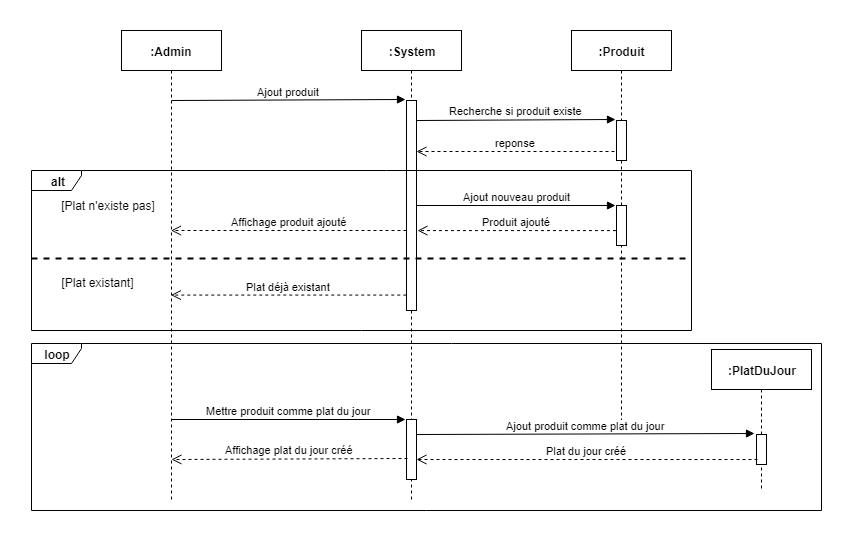 :Admin
:System
:Produit
Ajout produit
Recherche si produit existe
reponse
alt
[Plat n'existe pas]
Ajout nouveau produit
Affichage produit ajouté
Produit ajouté
[Plat existant]
Plat déjà existant
loop
:PlatDuJour
Mettre produit comme plat du jour
Ajout produit comme plat du jour
Affichage plat du jour créé
Plat du jour créé